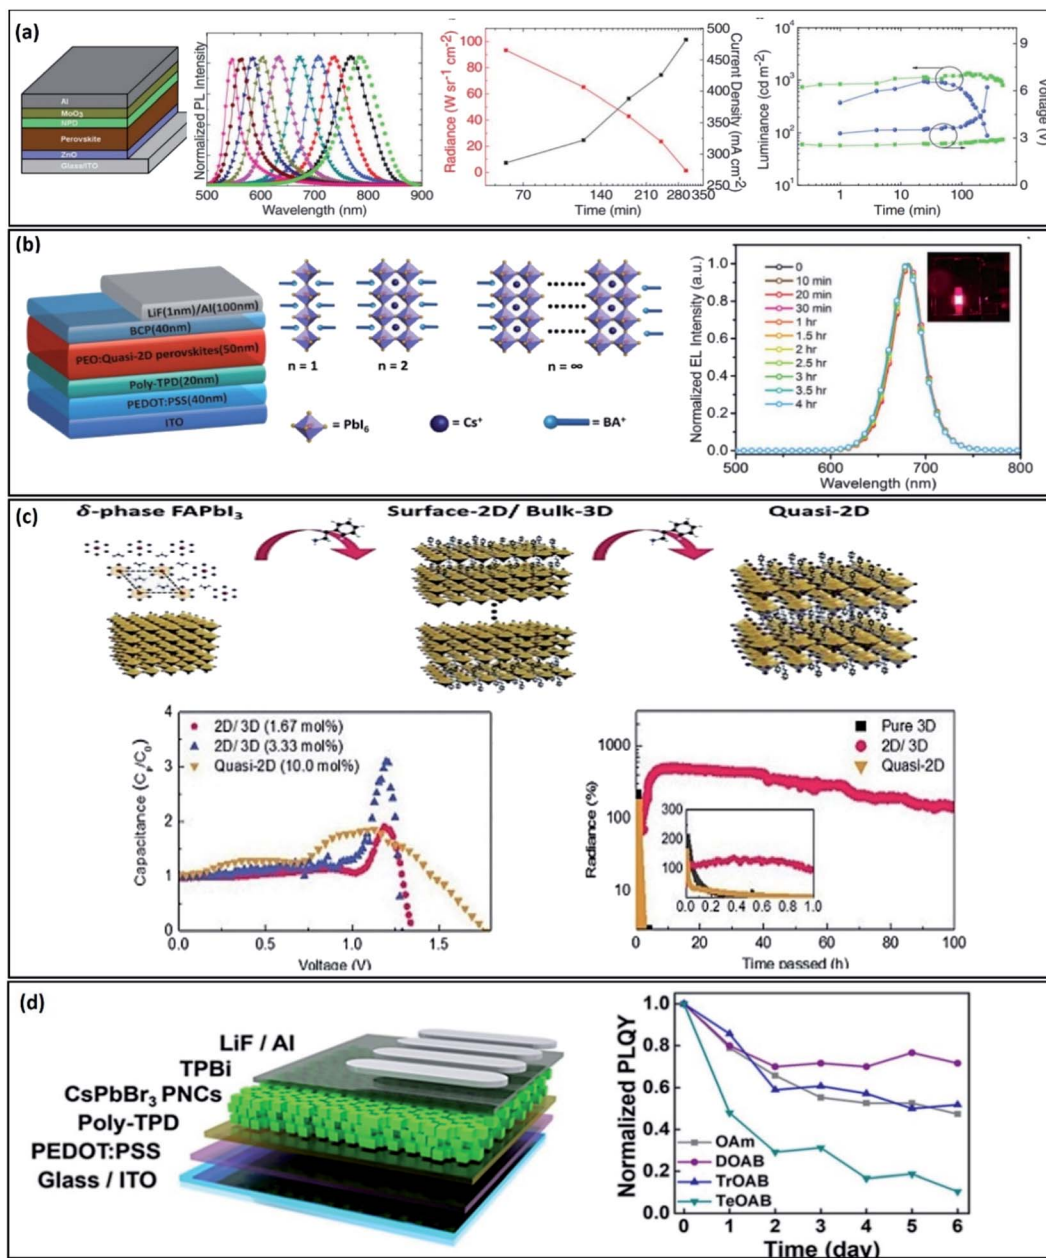 (a)
Al
MoO₃
NPD
Perovskite
ZnO
Glass/ITO
Normalized PL Intensity
500 600 700 800 900
Wavelength (nm)
Radiance (W sr⁻¹ cm⁻²)
100
80
60
40
20
0
70 140 210 280 350
Time (min)
500
450
400
350
300
250
Current Density (mA cm⁻²)
Luminance (cd m⁻²)
10⁴
10³
10²
10¹
1 10 100
Time (min)
9
6
3
0
Voltage (V)
(b)
LiF(1nm)/Al(100nm)
BCP(40nm)
PEO:Quasi-2D perovskites(50nm)
Poly-TPD(20nm)
PEDOT:PSS(40nm)
ITO
n = 1
n = 2
n = ∞
= PbI₆
= Cs⁺
= BA⁺
Normalized EL Intensity (a.u.)
1.0
0.8
0.6
0.4
0.2
0.0
0
10 min
20 min
30 min
1 hr
1.5 hr
2 hr
2.5 hr
3 hr
3.5 hr
4 hr
500 600 700 800
Wavelength (nm)
(c)
δ-phase FAPbI₃
Surface-2D/ Bulk-3D
Quasi-2D
Capacitance (Cₚ/C₀)
4
3
2
1
0
2D/ 3D (1.67 mol%)
2D/ 3D (3.33 mol%)
Quasi-2D (10.0 mol%)
0.0 0.5 1.0 1.5
Voltage (V)
Radiance (%)
1000
100
10
Pure 3D
2D/ 3D
Quasi-2D
300
200
100
0.0 0.2 0.4 0.6 0.8 1.0
0 20 40 60 80 100
Time passed (h)
(d)
LiF / Al
TPBi
CsPbBr₃ PNCs
Poly-TPD
PEDOT:PSS
Glass / ITO
Normalized PLQY
1.0
0.8
0.6
0.4
0.2
0.0
OAm
DOAB
TrOAB
TeOAB
0 1 2 3 4 5 6
Time (day)